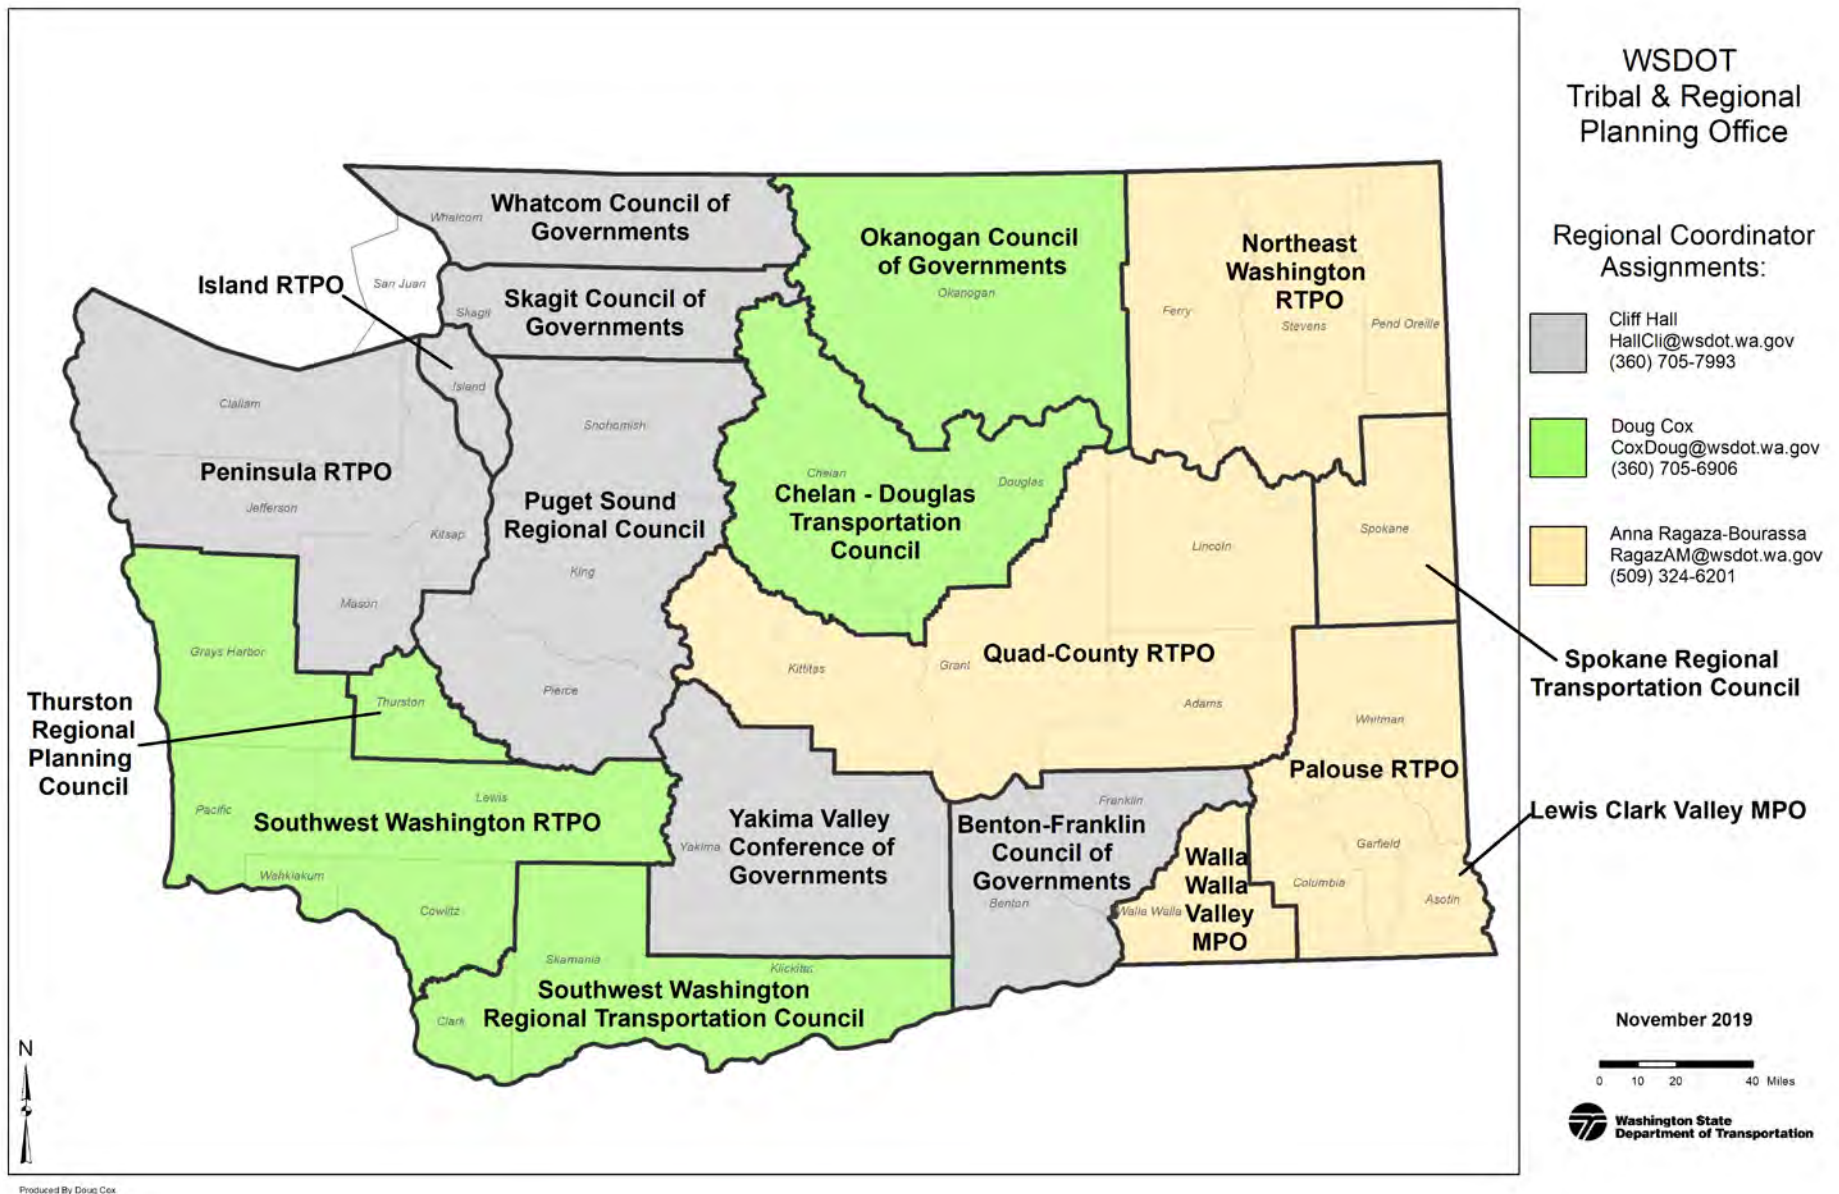 WSDOT
Tribal & Regional
Planning Office
Regional Coordinator
Assignments:
Cliff Hall
HallCli@wsdot.wa.gov
(360) 705-7993
Doug Cox
CoxDoug@wsdot.wa.gov
(360) 705-6906
Anna Ragaza-Bourassa
RagazAM@wsdot.wa.gov
(509) 324-6201
Whatcom
Whatcom Council of
Governments
Island RTPO
San Juan
Skagit
Skagit Council of
Governments
Okanogan Council
of Governments
Okanogan
Northeast
Washington
RTPO
Ferry
Stevens
Pend Oreille
Island
Clallam
Snohomish
Peninsula RTPO
Jefferson
Kitsap
Mason
Puget Sound
Regional Council
King
Pierce
Chelan
Douglas
Chelan - Douglas
Transportation
Council
Lincoln
Spokane
Spokane Regional
Transportation Council
Kittitas
Grant
Quad-County RTPO
Adams
Grays Harbor
Thurston
Thurston
Regional
Planning
Council
Whitman
Palouse RTPO
Lewis Clark Valley MPO
Pacific
Lewis
Southwest Washington RTPO
Wahkiakum
Cowlitz
Yakima
Yakima Valley
Conference of
Governments
Franklin
Benton-Franklin
Council of
Governments
Benton
Walla Walla
Walla
Walla
Valley
MPO
Garfield
Columbia
Asotin
Skamania
Klickitat
Southwest Washington
Regional Transportation Council
Clark
N
November 2019
0 10 20 40 Miles
Washington State
Department of Transportation
Produced By Doug Cox